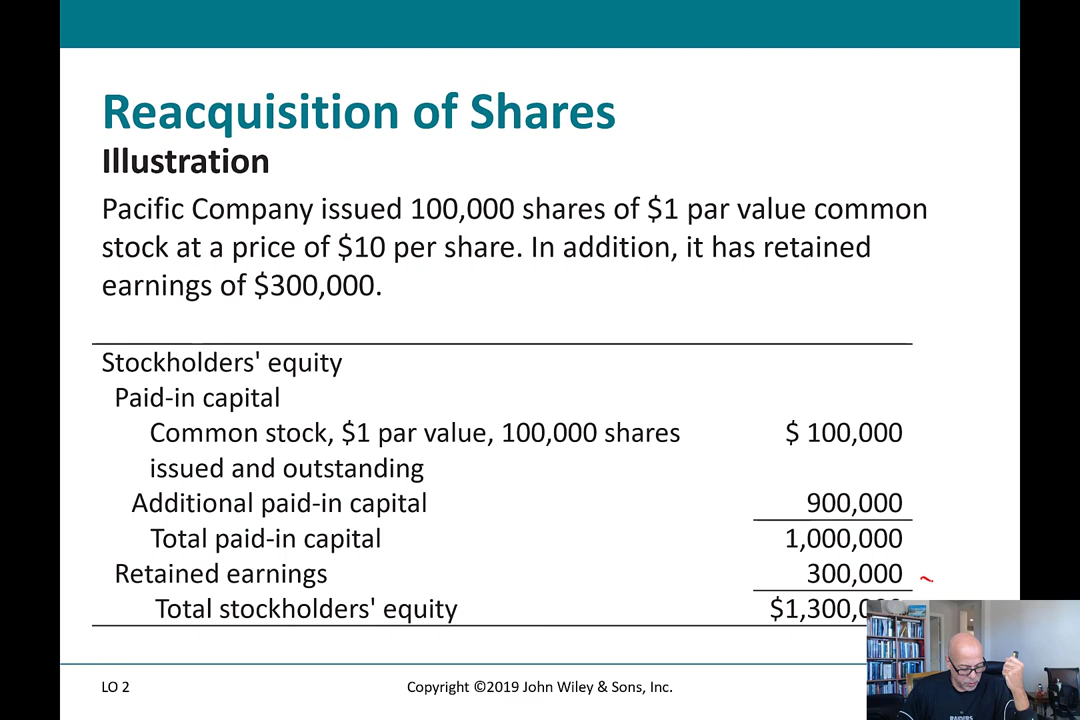 Reacquisition of Shares
Illustration
Pacific Company issued 100,000 shares of $1 par value common
stock at a price of $10 per share. In addition, it has retained
earnings of $300,000.
Stockholders' equity
Paid-in capital
Common stock, $1 par value, 100,000 shares $ 100,000
issued and outstanding
Additional paid-in capital 900,000
Total paid-in capital 1,000,000
Retained earnings 300,000
Total stockholders' equity
LO 2 Copyright ©2019 John Wiley & Sons, Inc.
RAIDERS